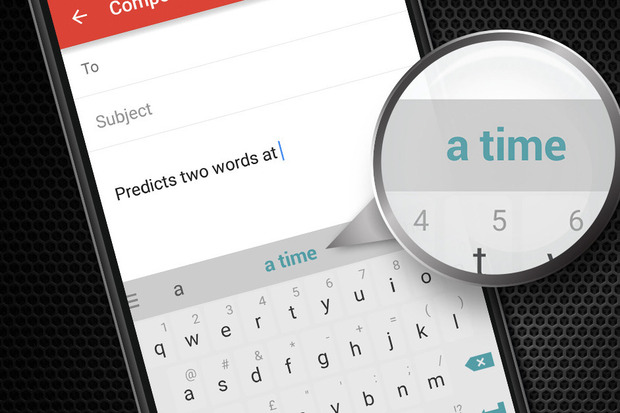 Compo
To
Subject
Predicts two words at
a
a time
a time
4 5 6
t
1 2 3 4 5 6 7 8
q w e r t y u i o
@ # & * - + = ( )
a s d f g h j k l
£ ' " : ; / !?
v b n m